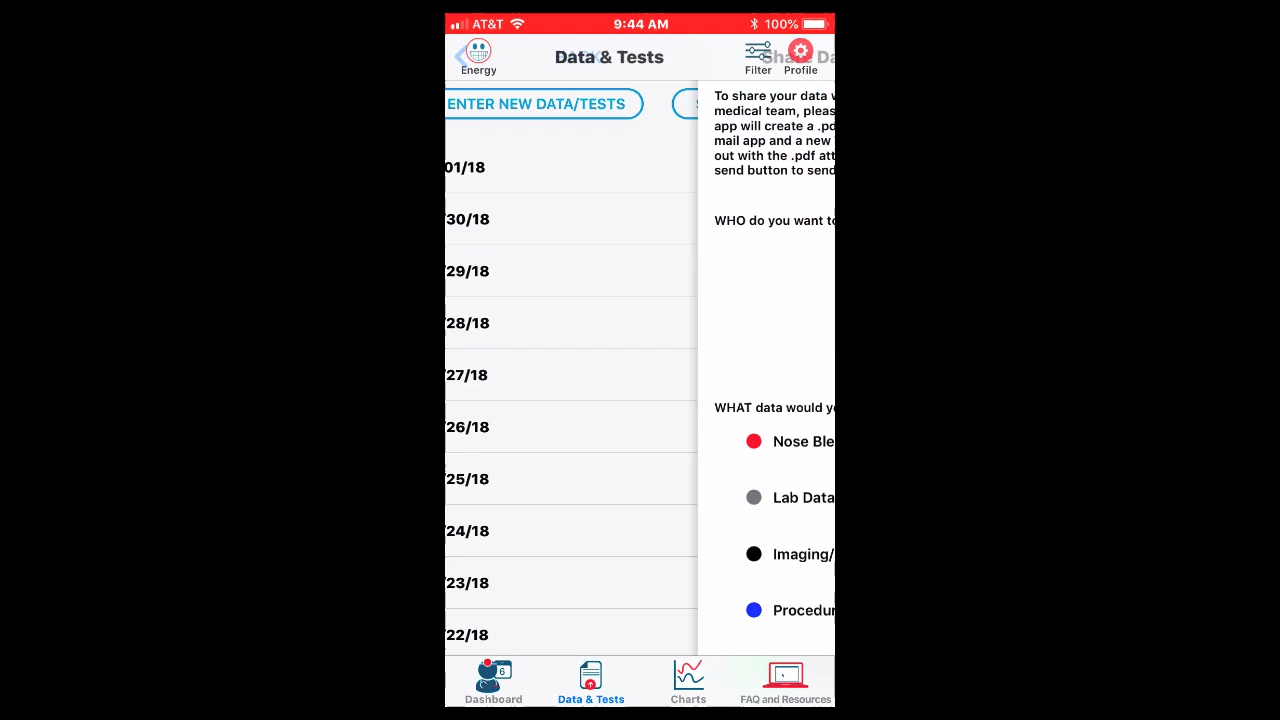 AT&T 9:44 AM 100%
Energy Data & Tests Filter Profile
ENTER NEW DATA/TESTS
To share your data
medical team, pleas
app will create a .pd
mail app and a new
out with the .pdf att
send button to send
01/18
/30/18
WHO do you want to
/29/18
/28/18
/27/18
WHAT data would yo
/26/18
Nose Ble
/25/18
Lab Data
/24/18
Imaging/
/23/18
Procedur
/22/18
6
Dashboard Data & Tests Charts FAQ and Resources